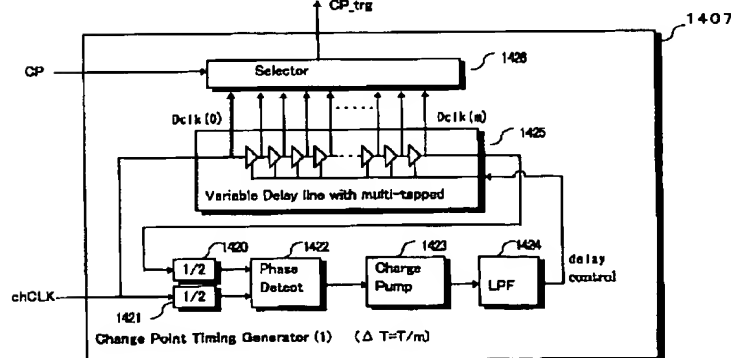 CP_trg
1407
CP
Selector
1426
Dclk(0)
Dclk(m)
1425
Variable Delay line with multi-tapped
1420
1422
1423
1424
1/2
Phase
Detect
Charge
Pump
LPF
delay
control
chCLK
1/2
1421
Change Point Timing Generator (1) (Δ T=T/m)